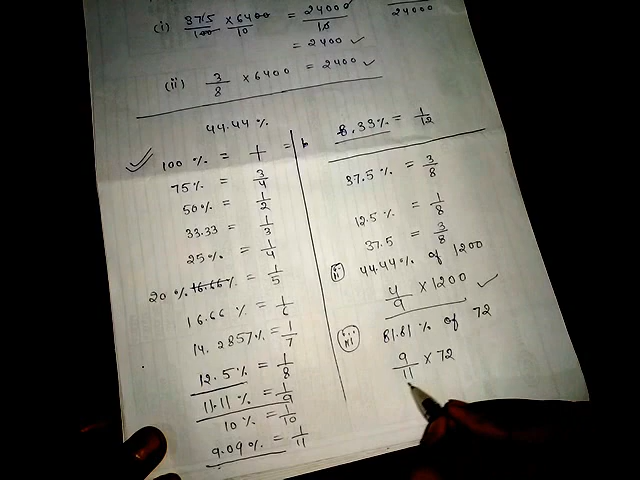 (i) 37.5/100 × 6400/10 = 24000/10
24000
= 2400 ✓
(ii) 3/8 × 6400 = 2400 ✓
44.44 %
100 % = 1 =
75% = 3/4
50% = 1/2
33.33 = 1/3
25% = 1/4
20 % 16.66% = 1/5
16.66 % = 1/6
14.2857% = 1/7
12.5% = 1/8
11.11 % = 1/9
10 % = 1/10
9.09% = 1/11
8.33% = 1/12
37.5 % = 3/8
12.5 % = 1/8
37.5 = 3/8
(ii) 44.44% of 1200
4/9 × 1200 ✓
(iii) 81.81 % of 72
9/11 × 72